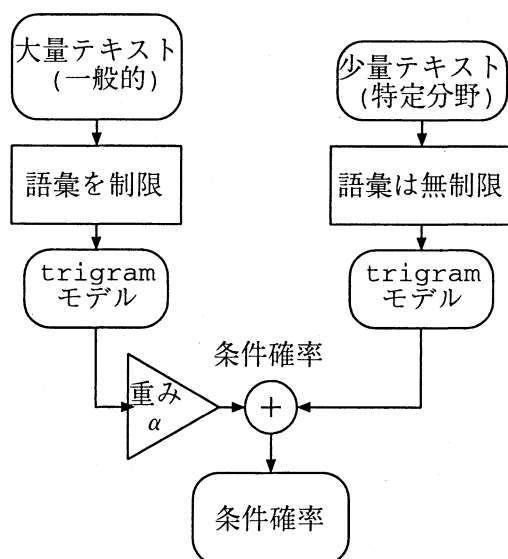 大量テキスト
(一般的)
少量テキスト
(特定分野)
語彙を制限
語彙は無制限
trigram
モデル
trigram
モデル
条件確率
重み
α
+
条件確率